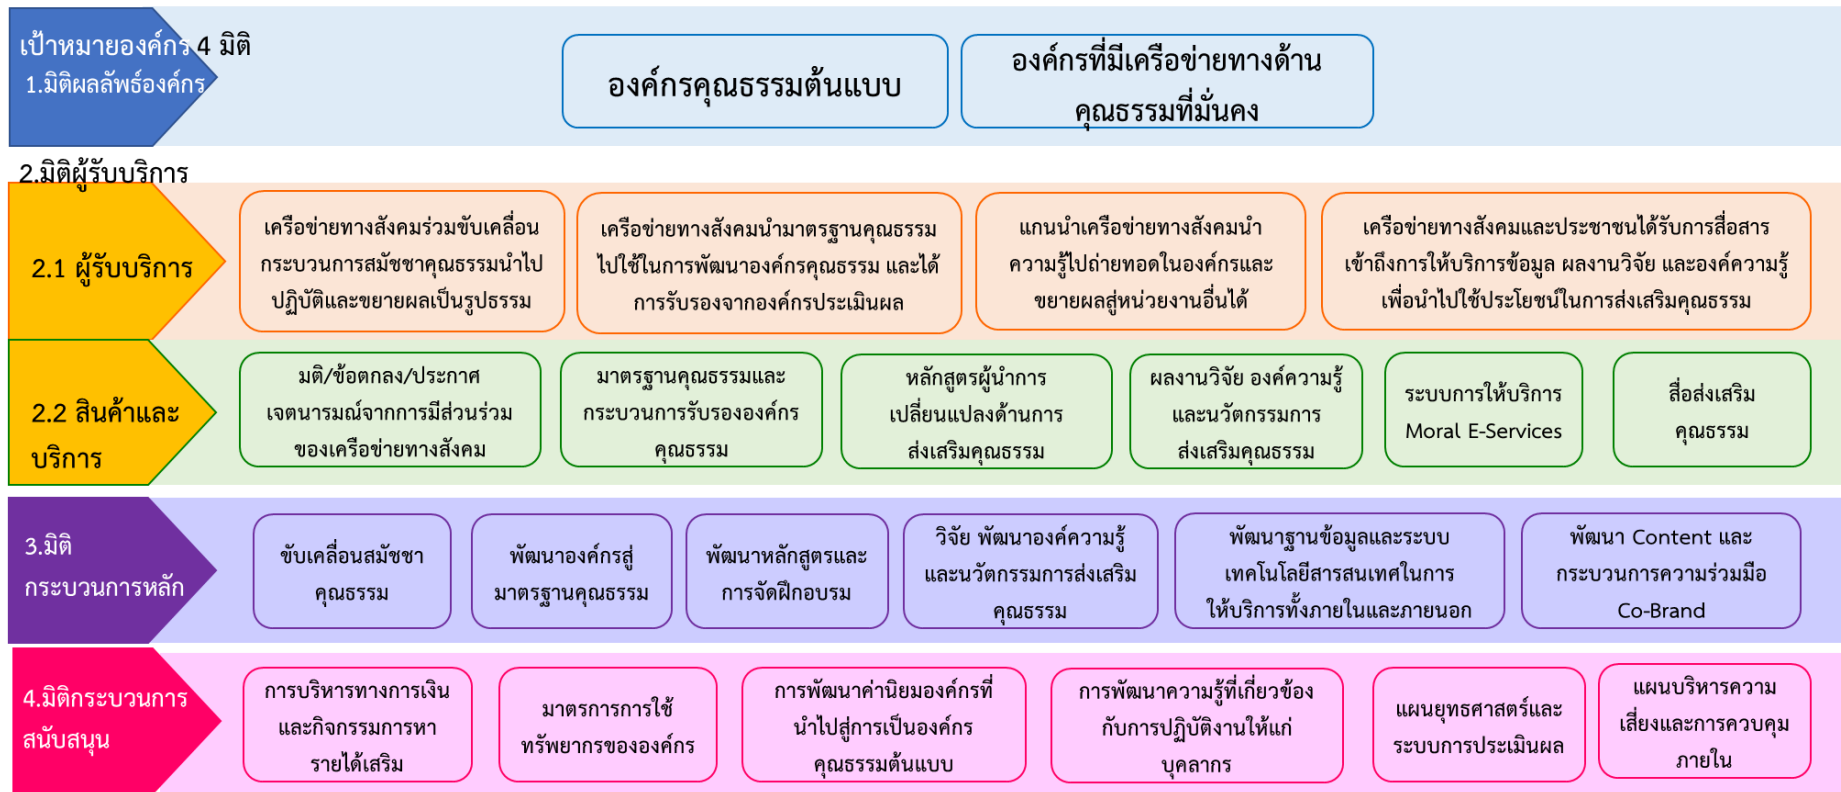 เป้าหมายองค์กร 4 มิติ
1.มิติผลลัพธ์องค์กร
องค์กรคุณธรรมต้นแบบ
องค์กรที่มีเครือข่ายทางด้าน
คุณธรรมที่มั่นคง
2.มิติผู้รับบริการ
2.1 ผู้รับบริการ
เครือข่ายทางสังคมร่วมขับเคลื่อน
กระบวนการสมัชชาคุณธรรมนำไป
ปฏิบัติและขยายผลเป็นรูปธรรม
เครือข่ายทางสังคมนำมาตรฐานคุณธรรม
ไปใช้ในการพัฒนาองค์กรคุณธรรม และได้
การรับรองจากองค์กรประเมินผล
แกนนำเครือข่ายทางสังคมนำ
ความรู้ไปถ่ายทอดในองค์กรและ
ขยายผลสู่หน่วยงานอื่นได้
เครือข่ายทางสังคมและประชาชนได้รับการสื่อสาร
เข้าถึงการให้บริการข้อมูล ผลงานวิจัย และองค์ความรู้
เพื่อนำไปใช้ประโยชน์ในการส่งเสริมคุณธรรม
2.2 สินค้าและ
บริการ
มติ/ข้อตกลง/ประกาศ
เจตนารมณ์จากการมีส่วนร่วม
ของเครือข่ายทางสังคม
มาตรฐานคุณธรรมและ
กระบวนการรับรององค์กร
คุณธรรม
หลักสูตรผู้นำการ
เปลี่ยนแปลงด้านการ
ส่งเสริมคุณธรรม
ผลงานวิจัย องค์ความรู้
และนวัตกรรมการ
ส่งเสริมคุณธรรม
ระบบการให้บริการ
Moral E-Services
สื่อส่งเสริม
คุณธรรม
3.มิติ
กระบวนการหลัก
ขับเคลื่อนสมัชชา
คุณธรรม
พัฒนาองค์กรสู่
มาตรฐานคุณธรรม
พัฒนาหลักสูตรและ
การจัดฝึกอบรม
วิจัย พัฒนาองค์ความรู้
และนวัตกรรมการส่งเสริม
คุณธรรม
พัฒนาฐานข้อมูลและระบบ
เทคโนโลยีสารสนเทศในการ
ให้บริการทั้งภายในและภายนอก
พัฒนา Content และ
กระบวนการความร่วมมือ
Co-Brand
4.มิติกระบวนการ
สนับสนุน
การบริหารทางการเงิน
และกิจกรรมการหา
รายได้เสริม
มาตรการการใช้
ทรัพยากรขององค์กร
การพัฒนาค่านิยมองค์กรที่
นำไปสู่การเป็นองค์กร
คุณธรรมต้นแบบ
การพัฒนาความรู้ที่เกี่ยวข้อง
กับการปฏิบัติงานให้แก่
บุคลากร
แผนยุทธศาสตร์และ
ระบบการประเมินผล
แผนบริหารความ
เสี่ยงและการควบคุม
ภายใน